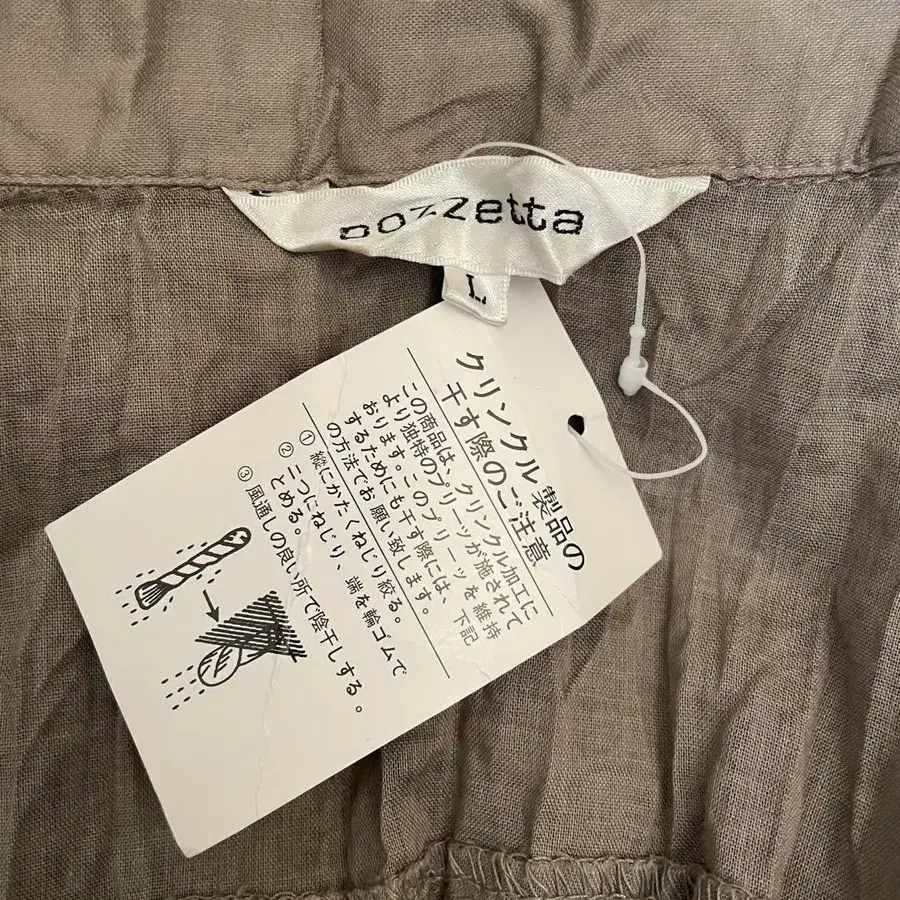 nozzetta
L
クリンクル製品の
干す際のご注意
この商品は、クリンクル加工に
より独特のプリーツが施されて
おります。このプリーツを維持
するためにも干す際には、下記
の方法でお願い致します。
① 縦にかたくねじり絞る。
② 二つにねじり、端を輪ゴムで
とめる。
③ 風通しの良い所で陰干しする。